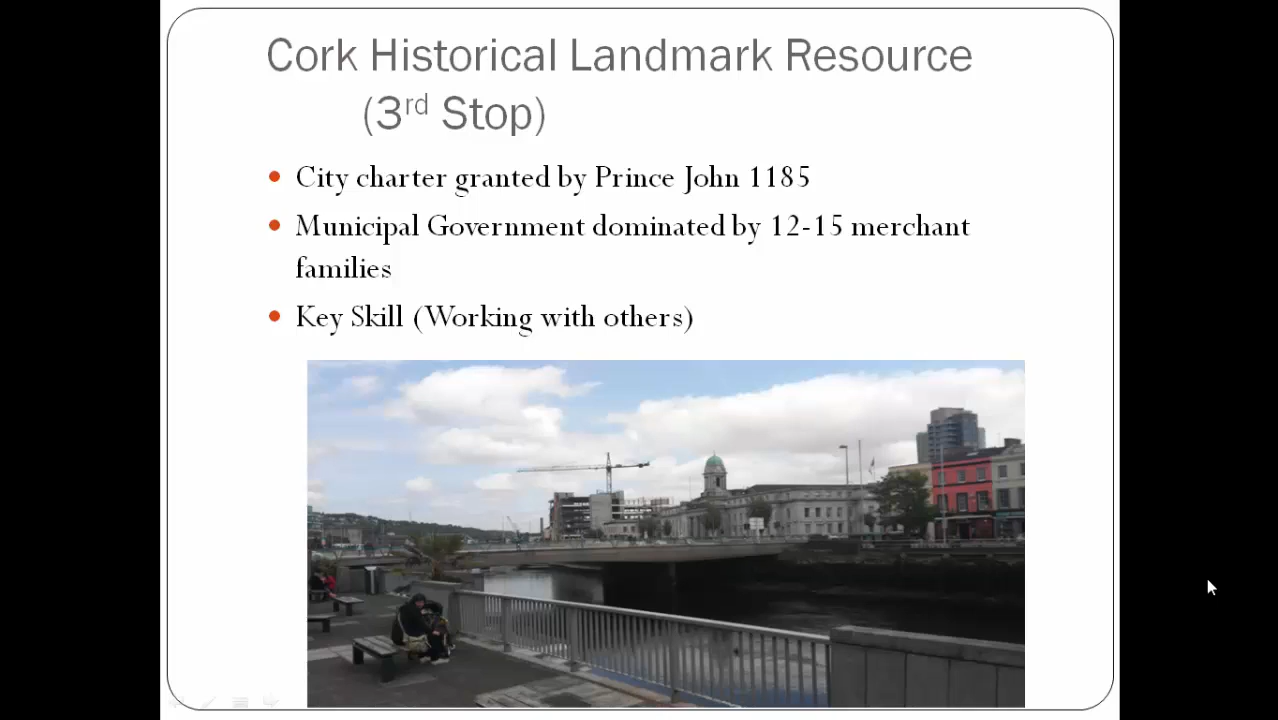 Cork Historical Landmark Resource
(3rd Stop)
City charter granted by Prince John 1185
Municipal Government dominated by 12-15 merchant
families
Key Skill (Working with others)